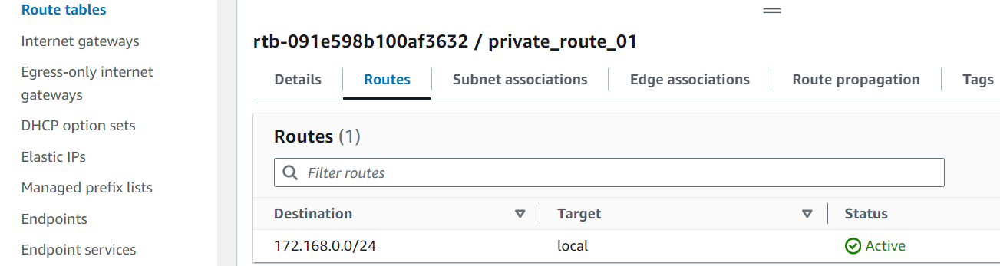 Route tables
Internet gateways
Egress-only internet
gateways
DHCP option sets
Elastic IPs
Managed prefix lists
Endpoints
Endpoint services
rtb-091e598b100af3632 / private_route_01
Details Routes Subnet associations Edge associations Route propagation Tags
Routes (1)
Filter routes
Destination Target Status
172.168.0.0/24 local Active